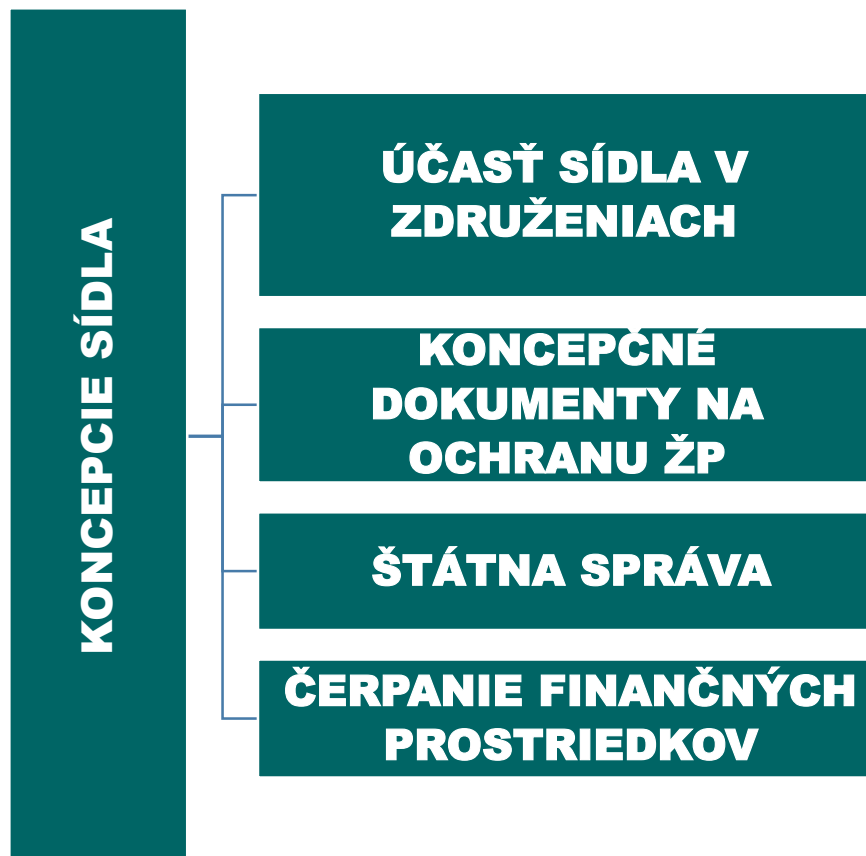 KONCEPCIE SÍDLA
ÚČASŤ SÍDLA V
ZDRUŽENIACH
KONCEPČNÉ
DOKUMENTY NA
OCHRANU ŽP
ŠTÁTNA SPRÁVA
ČERPANIE FINANČNÝCH
PROSTRIEDKOV